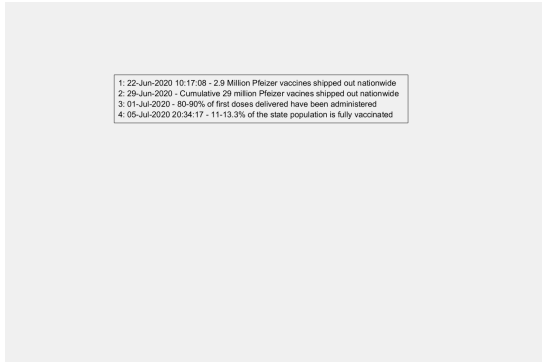 1: 22-Jun-2020 10:17:08 - 2.9 Million Pfeizer vaccines shipped out nationwide
2: 29-Jun-2020 - Cumulative 29 million Pfeizer vacines shipped out nationwide
3: 01-Jul-2020 - 80-90% of first doses delivered have been administered
4: 05-Jul-2020 20:34:17 - 11-13.3% of the state population is fully vaccinated